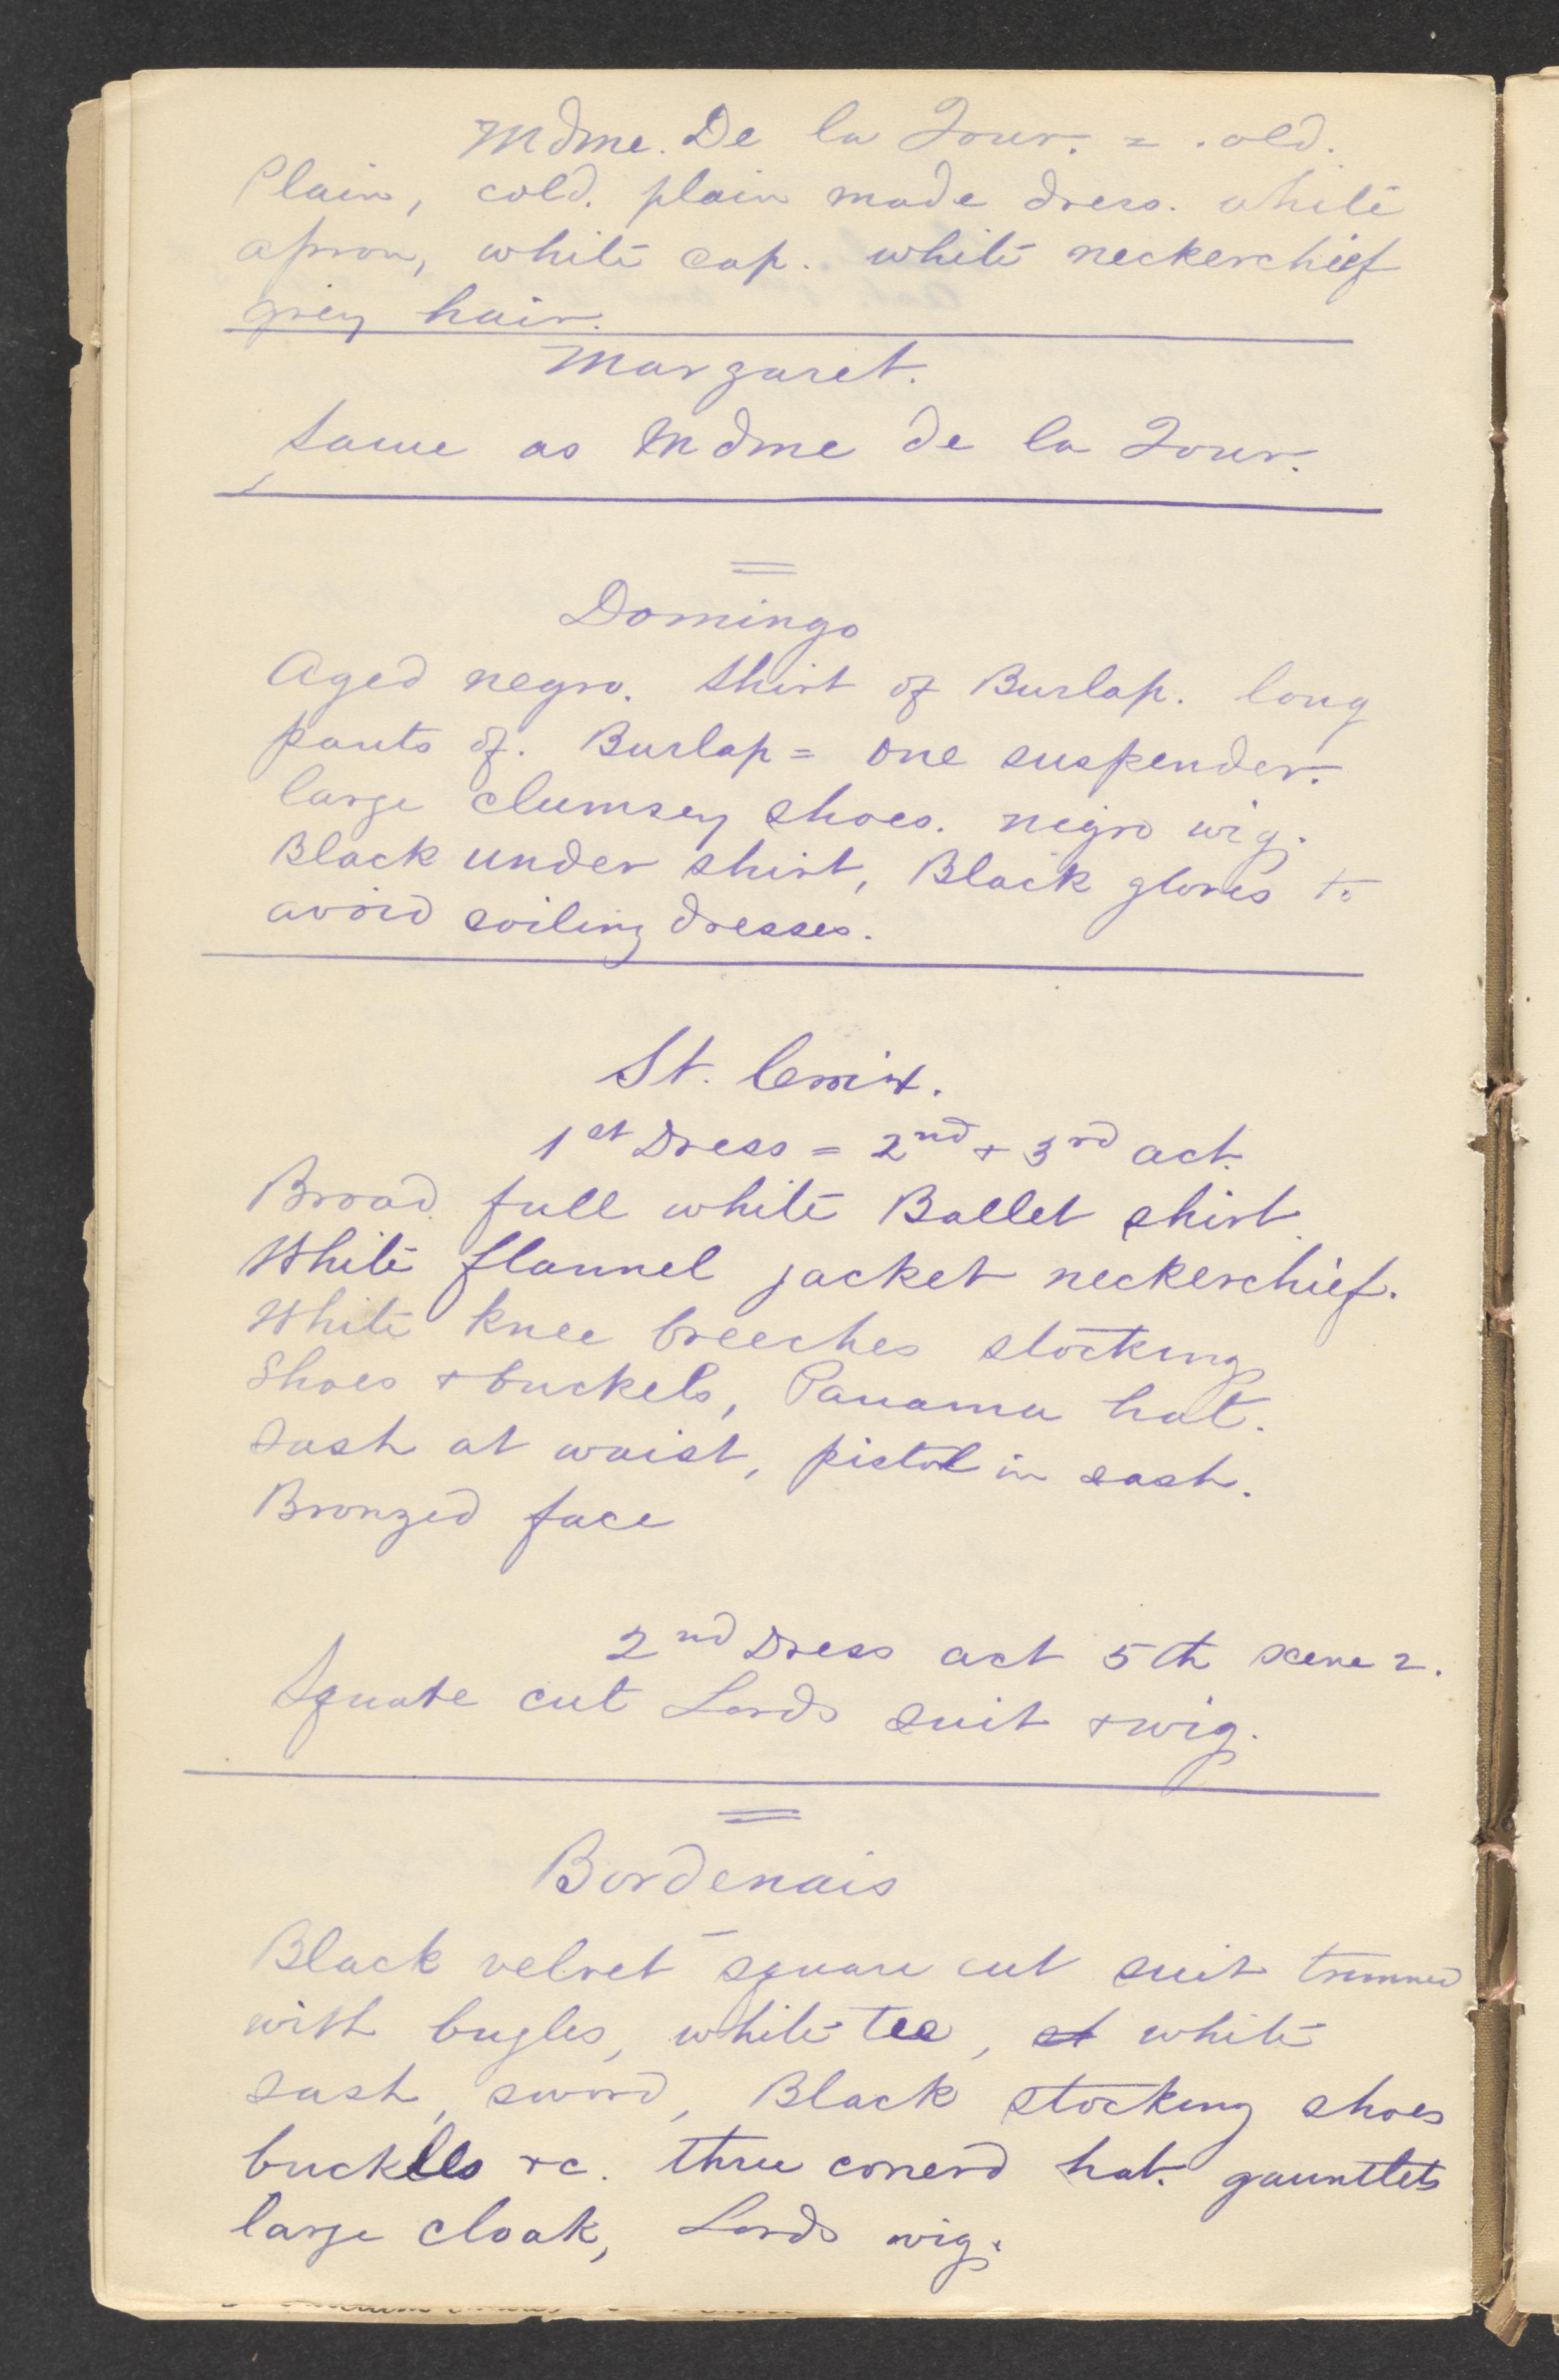 Mdme. De la Tour. = . old.
Plain, cold. plain made dress. white
apron, white cap. white neckerchief
grey hair.
Margaret.
Same as Mdme de la Tour.
Domingo
Aged negro. Shirt of Burlap. long
pants of. Burlap = one suspender.
large clumsey shoes. negro wig.
Black under shirt, Black gloves to
avoid soiling dresses.
St. Croix.
1st Dress = 2nd + 3rd act.
Broad full white Ballet shirt.
White flannel jacket neckerchief.
White knee breeches stocking
Shoes + buckels, Panama hat.
Sash at waist, pistol in sash.
Bronzed face
2nd Dress act 5th scene 2.
Square cut Lords suit + wig.
Bordenais
Black velvet square cut suit trimmed
with bugles, white tee, white
sash, sword, Black stocking shoes
buckles +c. three cornerd hat. gauntlets
large cloak, Lords wig.